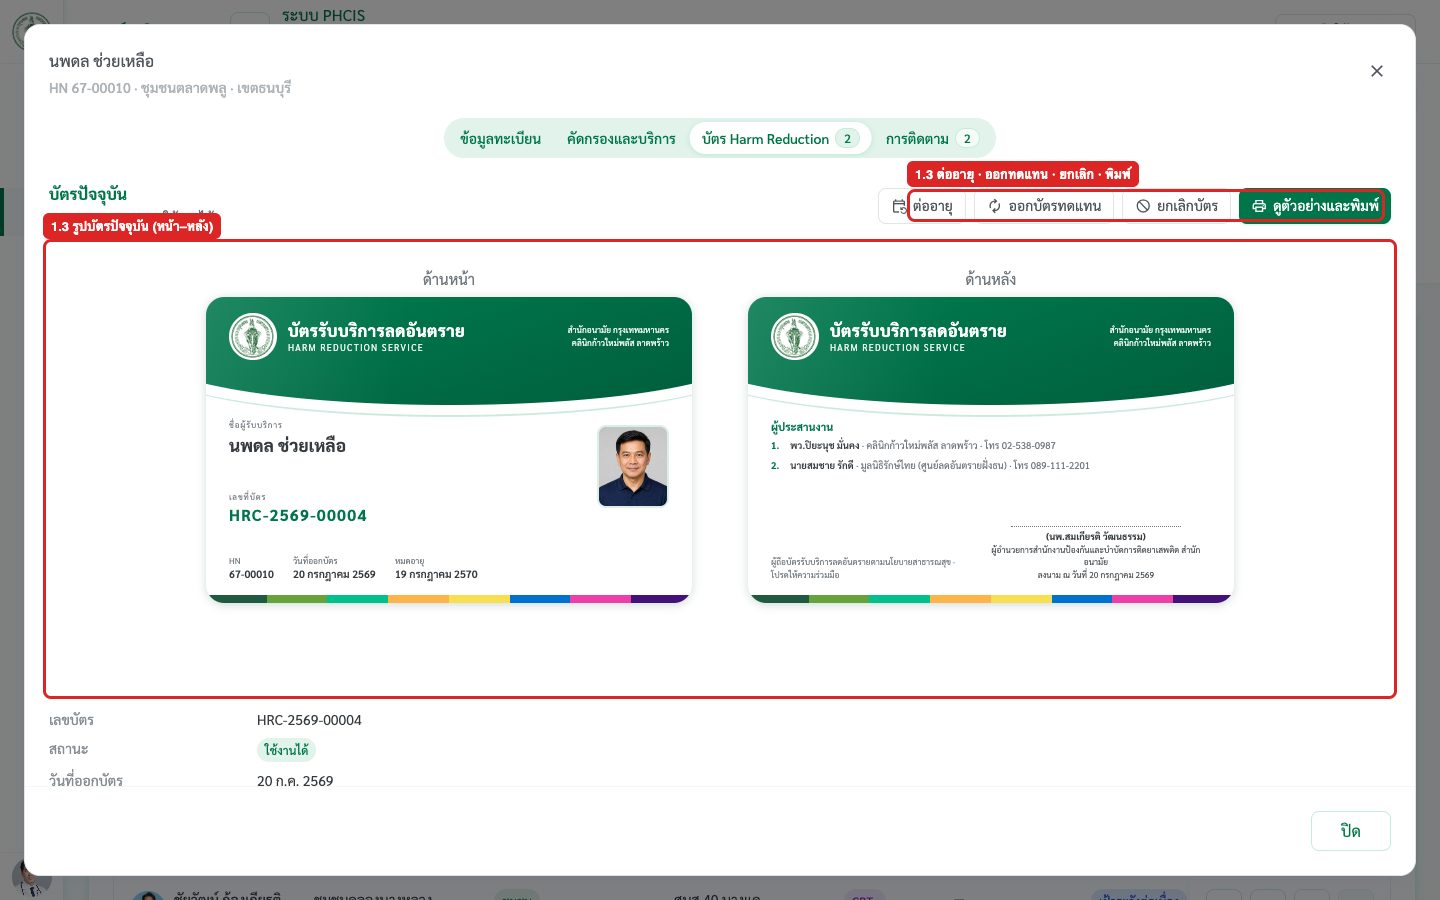 ระบบ PHCIS
นพดล ช่วยเหลือ
HN 67-00010 · ชุมชนตลาดพลู · เขตธนบุรี
ข้อมูลทะเบียน
คัดกรองและบริการ
บัตร Harm Reduction 2
การติดตาม 2
1.3 ต่ออายุ · ออกทดแทน · ยกเลิก · พิมพ์
บัตรปัจจุบัน
ต่ออายุ
ออกบัตรทดแทน
ยกเลิกบัตร
ดูตัวอย่างและพิมพ์
1.3 รูปบัตรปัจจุบัน (หน้า–หลัง)
ด้านหน้า
บัตรรับบริการลดอันตราย
HARM REDUCTION SERVICE
สำนักอนามัย กรุงเทพมหานคร
คลินิกก้าวใหม่พลัส ลาดพร้าว
ชื่อผู้รับบริการ
นพดล ช่วยเหลือ
เลขที่บัตร
HRC-2569-00004
HN
67-00010
วันที่ออกบัตร
20 กรกฎาคม 2569
หมดอายุ
19 กรกฎาคม 2570
ด้านหลัง
บัตรรับบริการลดอันตราย
HARM REDUCTION SERVICE
สำนักอนามัย กรุงเทพมหานคร
คลินิกก้าวใหม่พลัส ลาดพร้าว
ผู้ประสานงาน
1. พว.ปิยะนุช มั่นคง · คลินิกก้าวใหม่พลัส ลาดพร้าว · โทร 02-538-0987
2. นายสมชาย รักดี · มูลนิธิรักษ์ไทย (ศูนย์ลดอันตรายฝั่งธน) · โทร 089-111-2201
(นพ.สมเกียรติ วัฒนธรรม)
ผู้อำนวยการสำนักงานป้องกันและบำบัดการติดยาเสพติด สำนัก
อนามัย
ลงนาม ณ วันที่ 20 กรกฎาคม 2569
ผู้ถือบัตรรับบริการลดอันตรายตามนโยบายสาธารณสุข ·
โปรดให้ความร่วมมือ
เลขบัตร HRC-2569-00004
สถานะ ใช้งานได้
วันที่ออกบัตร 20 ก.ค. 2569
ปิด